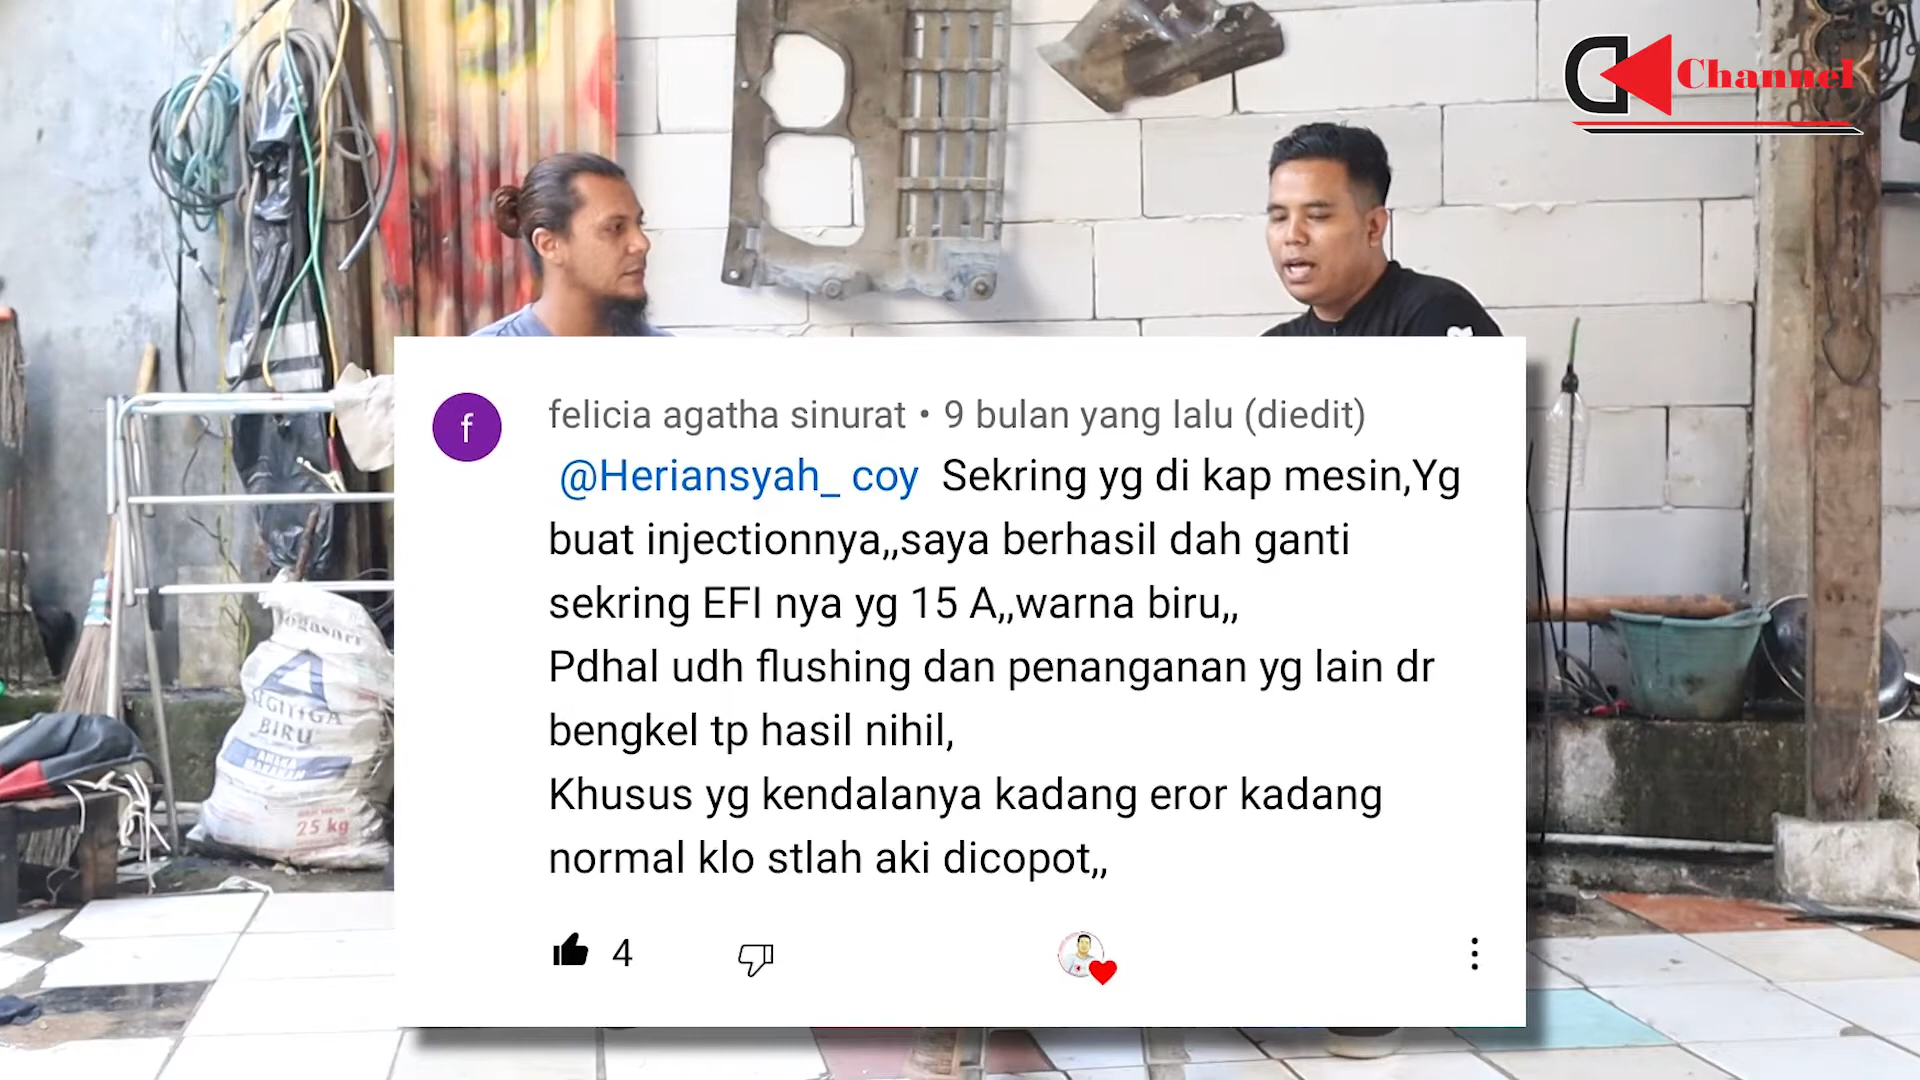 Channel
f
felicia agatha sinurat • 9 bulan yang lalu (diedit)
@Heriansyah_ coy Sekring yg di kap mesin,Yg
buat injectionnya,,saya berhasil dah ganti
sekring EFI nya yg 15 A,,warna biru,,
Pdhal udh flushing dan penanganan yg lain dr
bengkel tp hasil nihil,
Khusus yg kendalanya kadang eror kadang
normal klo stlah aki dicopot,,
4
BIRU
25 kg